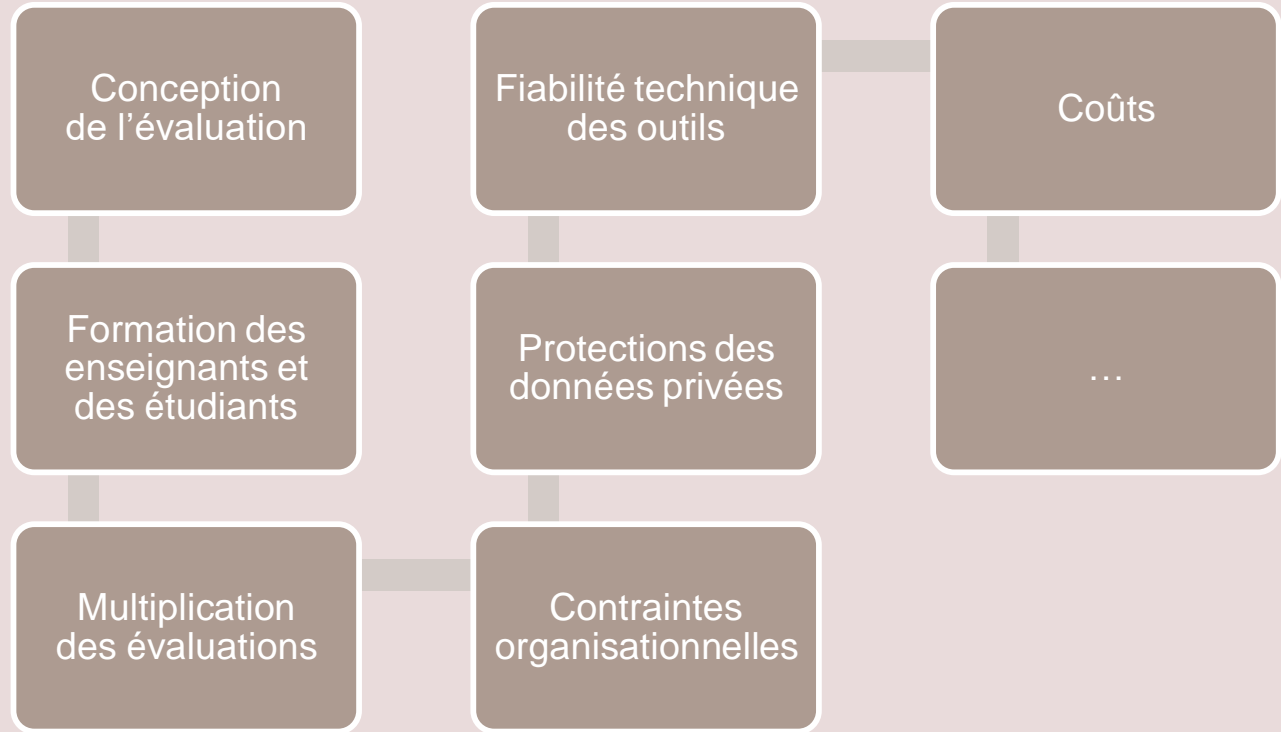 Conception
de l’évaluation
Formation des
enseignants et
des étudiants
Multiplication
des évaluations
Contraintes
organisationnelles
Protections des
données privées
Fiabilité technique
des outils
Coûts
…